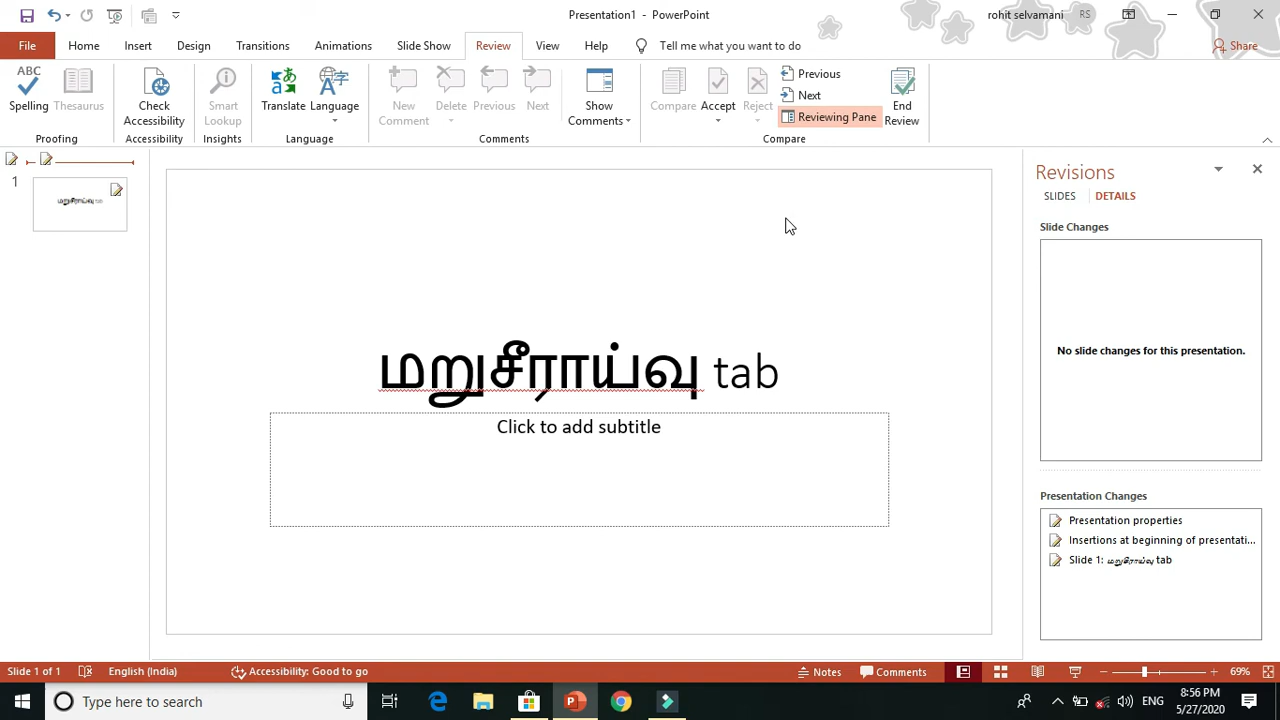 Presentation1 - PowerPoint
rohit selvamani RS
File Home Insert Design Transitions Animations Slide Show Review View Help Tell me what you want to do Share
ABC
Spelling Thesaurus Check Accessibility Smart Lookup Translate Language New Comment Delete Previous Next Show Comments Compare Accept Reject Previous
Next
Reviewing Pane
End Review
Proofing Accessibility Insights Language Comments Compare
1
மறுசீராய்வு tab
மறுசீராய்வு tab
Click to add subtitle
Revisions
SLIDES DETAILS
Slide Changes
No slide changes for this presentation.
Presentation Changes
Presentation properties
Insertions at beginning of presentati...
Slide 1: மறுசீராய்வு tab
Slide 1 of 1 English (India) Accessibility: Good to go Notes Comments 69%
Type here to search ENG 8:56 PM
5/27/2020